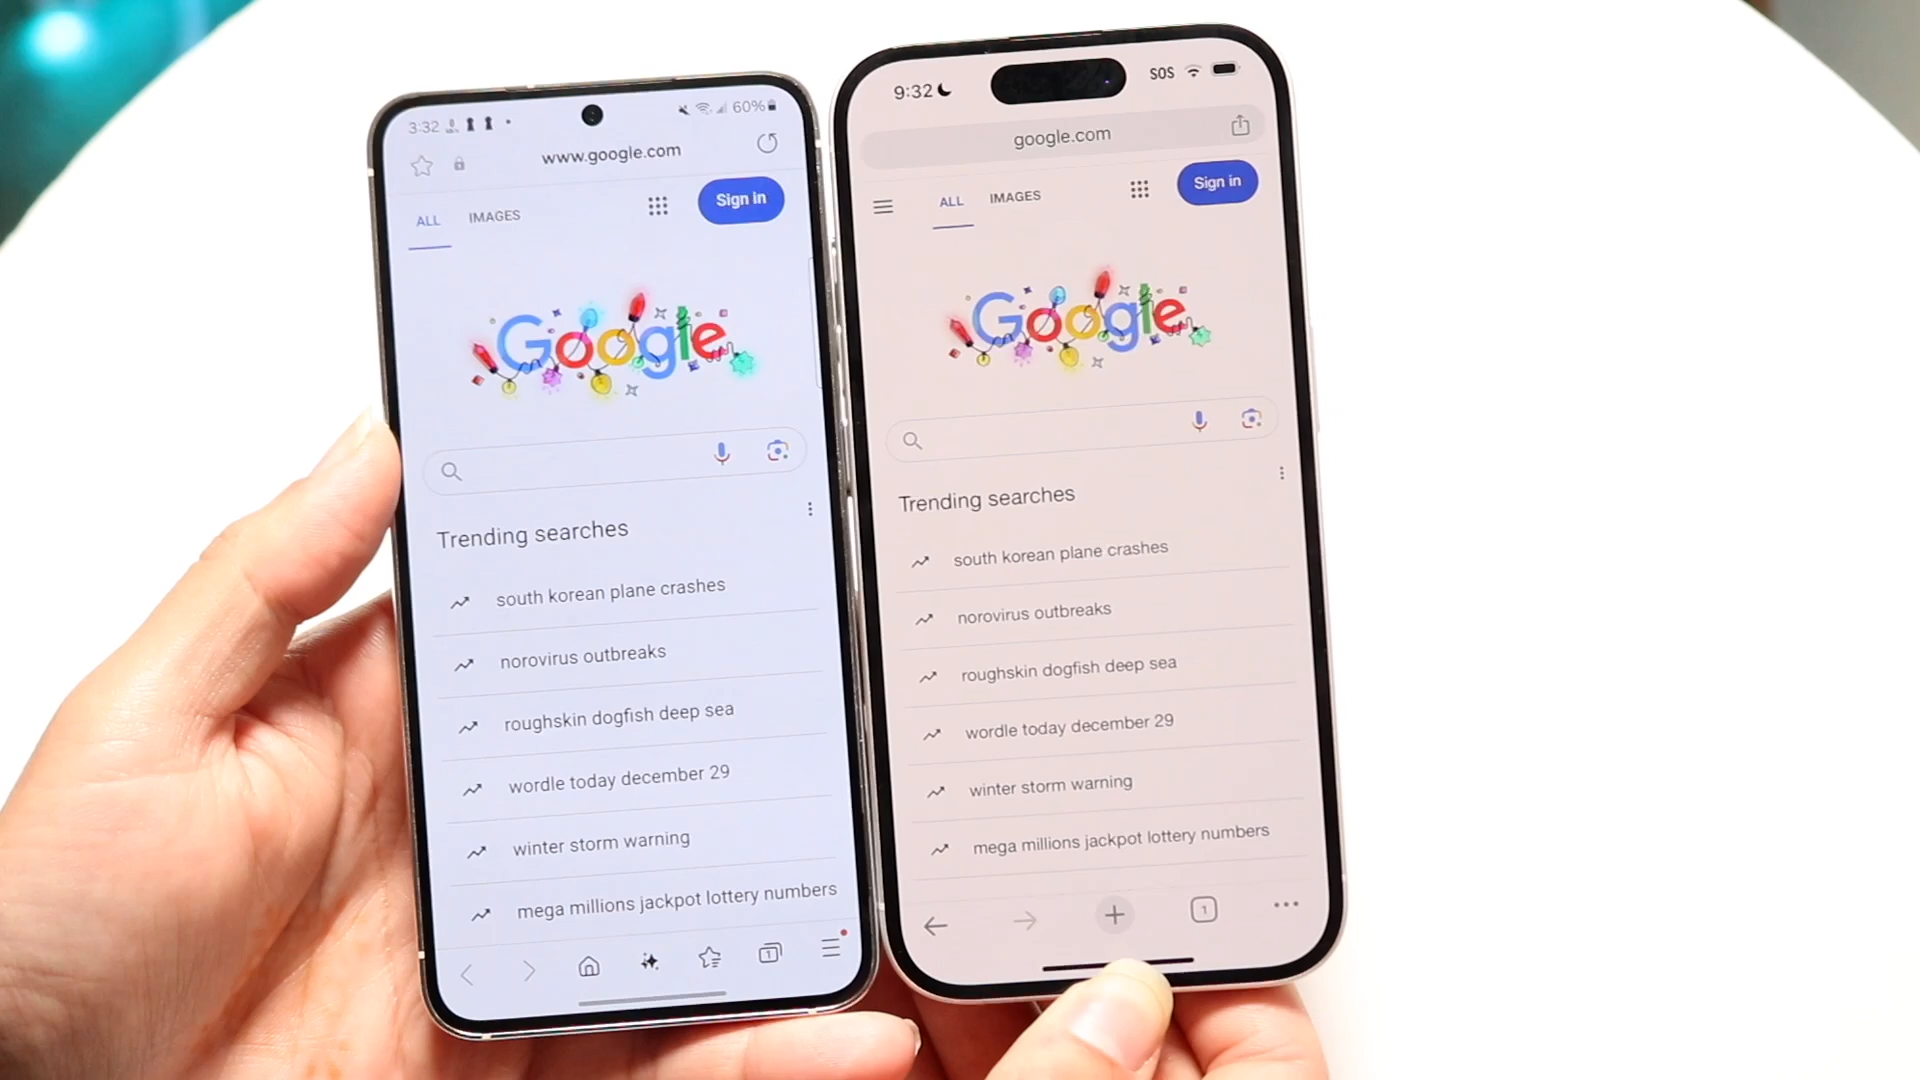 3:32
60%
www.google.com
ALL IMAGES
Sign in
Google
Trending searches
south korean plane crashes
norovirus outbreaks
roughskin dogfish deep sea
wordle today december 29
winter storm warning
mega millions jackpot lottery numbers
1
9:32
SOS
google.com
ALL IMAGES
Sign in
Google
Trending searches
south korean plane crashes
norovirus outbreaks
roughskin dogfish deep sea
wordle today december 29
winter storm warning
mega millions jackpot lottery numbers
1